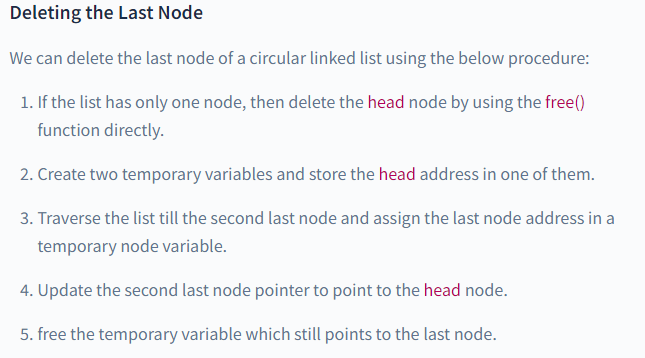 Deleting the Last Node
We can delete the last node of a circular linked list using the below procedure:
1. If the list has only one node, then delete the head node by using the free()
function directly.
2. Create two temporary variables and store the head address in one of them.
3. Traverse the list till the second last node and assign the last node address in a
temporary node variable.
4. Update the second last node pointer to point to the head node.
5. free the temporary variable which still points to the last node.